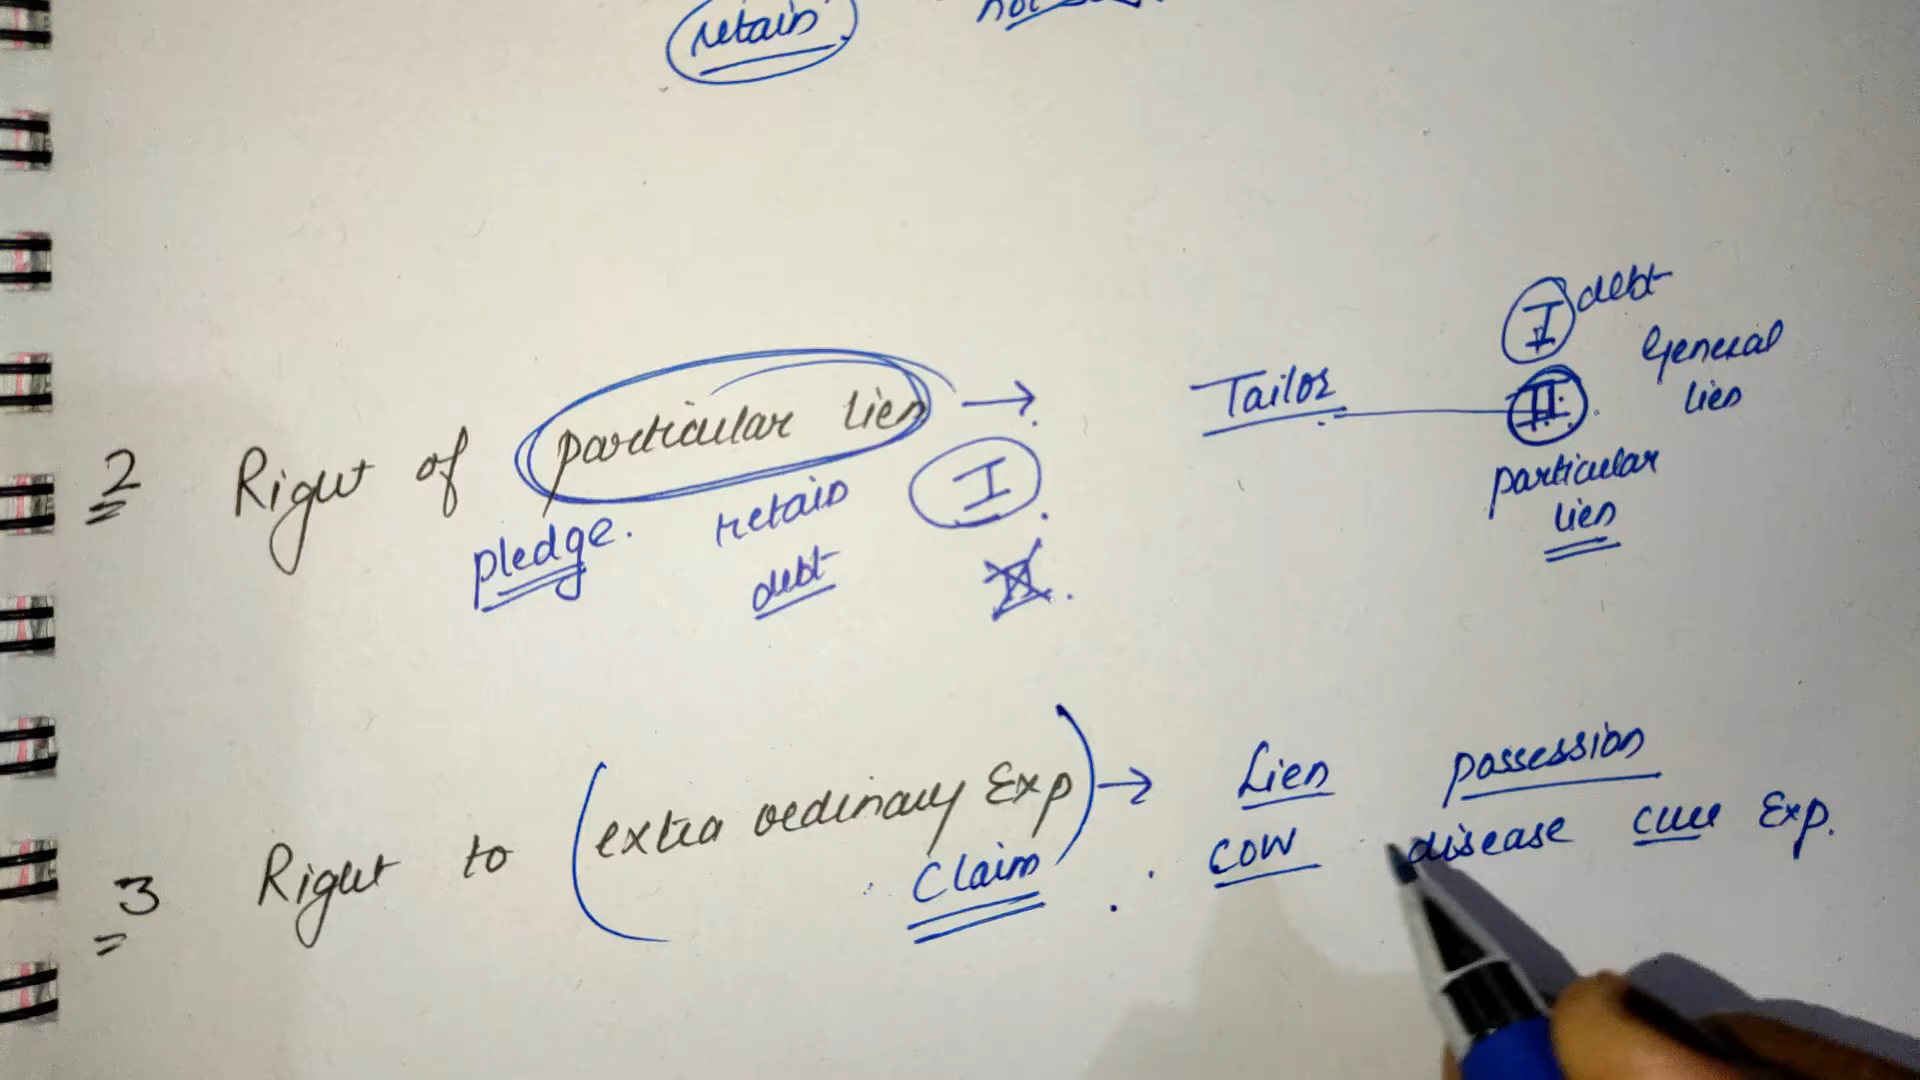 retain
debt
I
General
2 Right of particular lien → Tailor II lien
particular
lien
pledge. retain I
debt
3 Right to (extra ordinary Exp) → Lien possession
claim cow disease cure Exp.